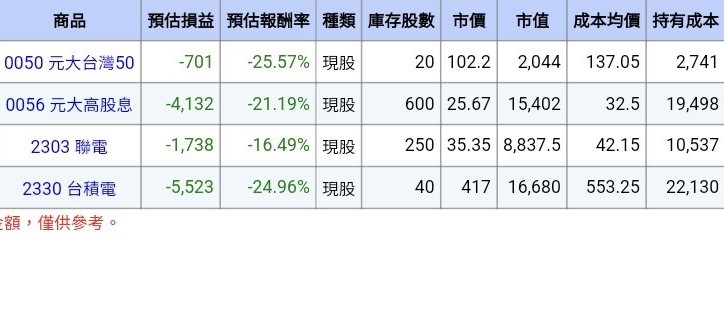 商品 預估損益 預估報酬率 種類 庫存股數 市價 市值 成本均價 持有成本
0050 元大台灣50 -701 -25.57% 現股 20 102.2 2,044 137.05 2,741
0056 元大高股息 -4,132 -21.19% 現股 600 25.67 15,402 32.5 19,498
2303 聯電 -1,738 -16.49% 現股 250 35.35 8,837.5 42.15 10,537
2330 台積電 -5,523 -24.96% 現股 40 417 16,680 553.25 22,130
額，僅供參考。